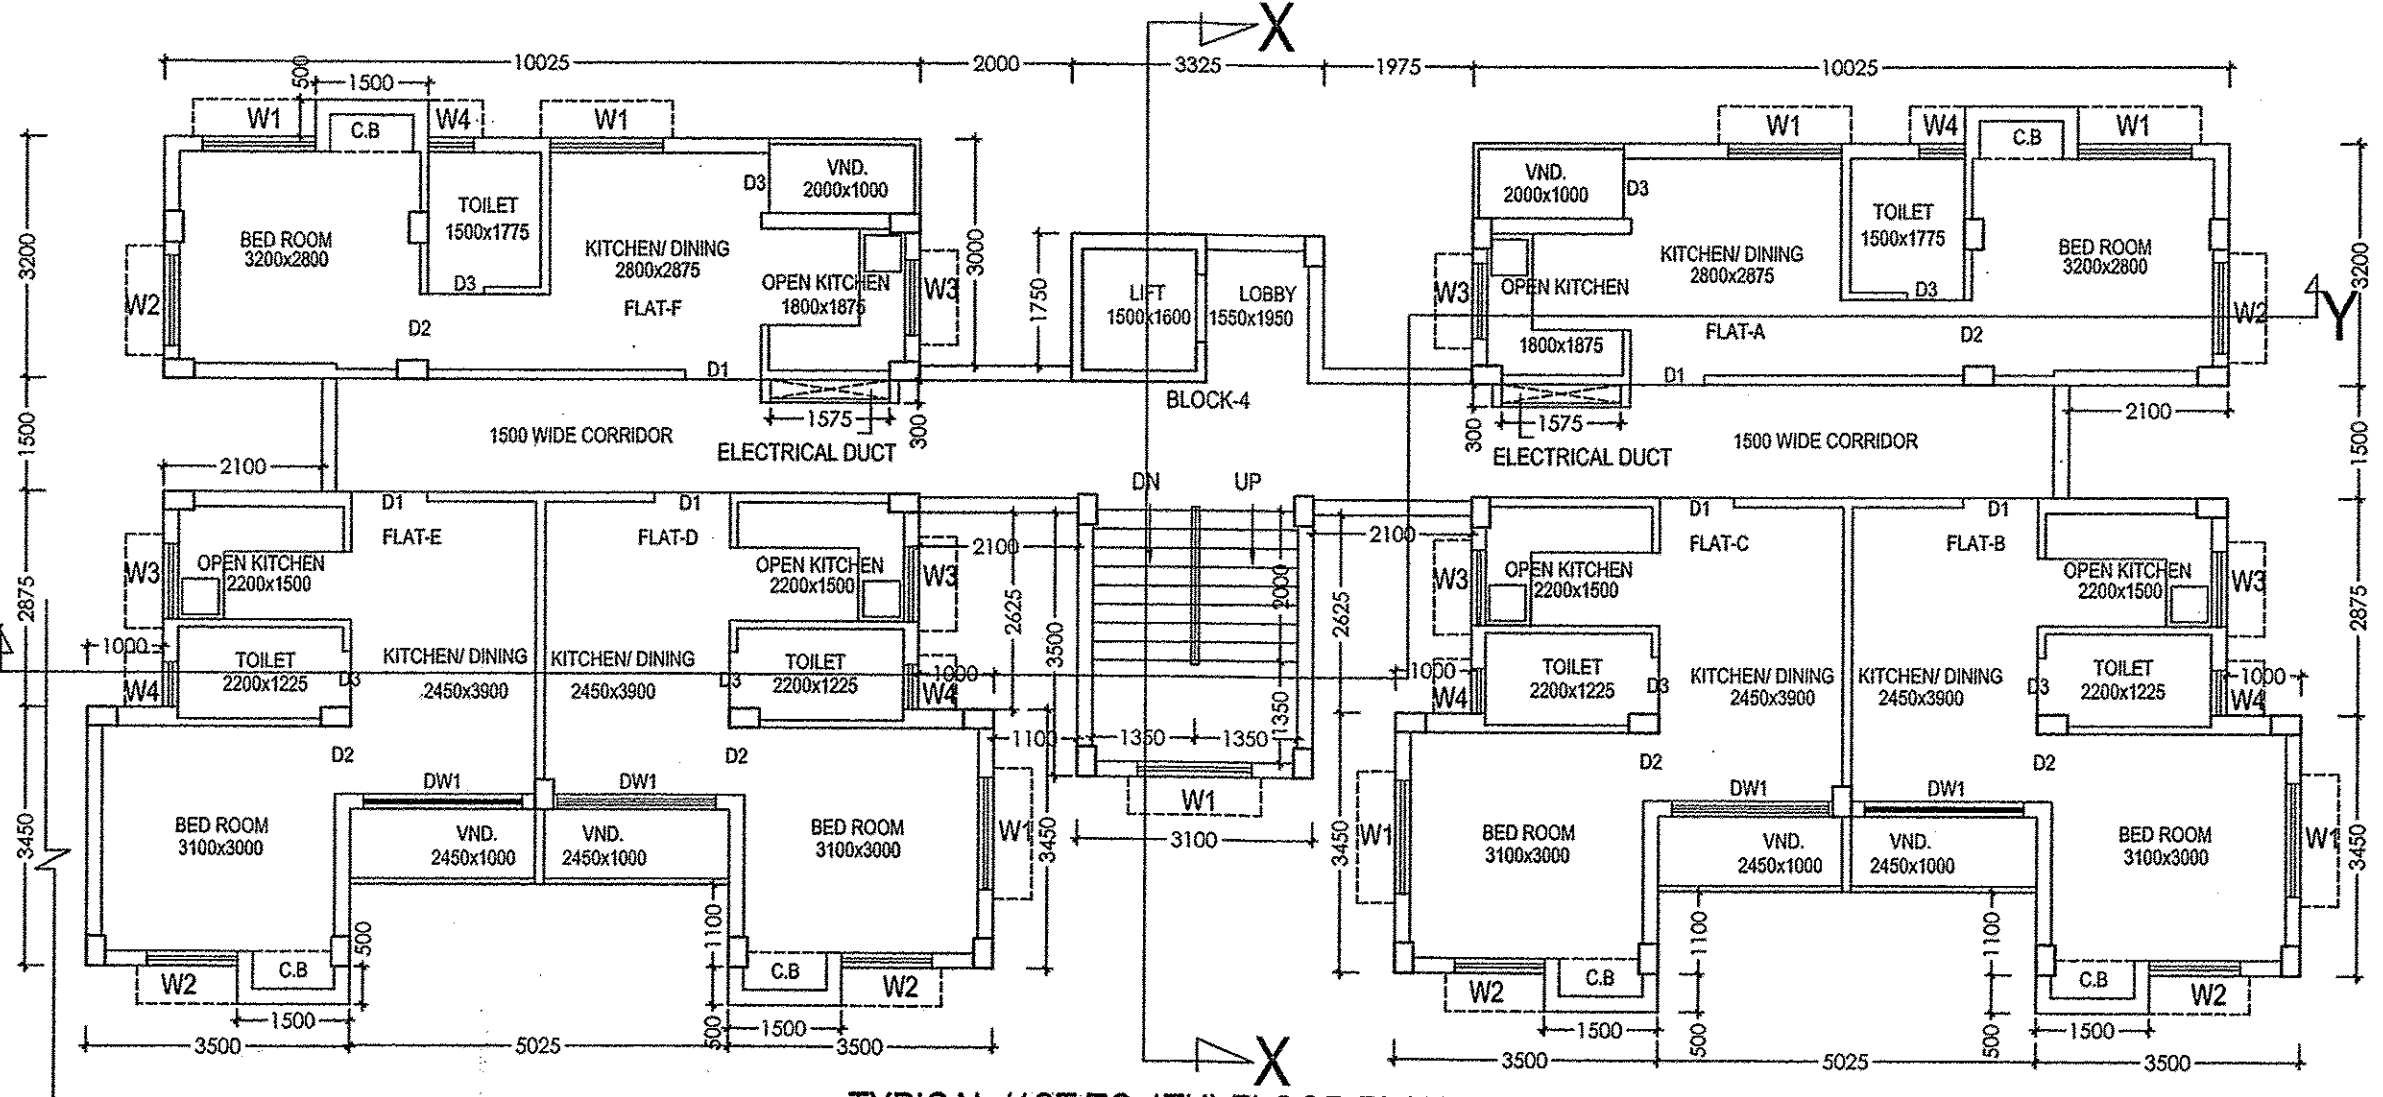 X
10025
2000
3325
1975
10025
500
1500
W1
C.B
W4
W1
W1
W4
C.B
W1
VND.
2000x1000
D3
TOILET
1500x1775
BED ROOM
3200x2800
KITCHEN/ DINING
2800x2875
FLAT-F
OPEN KITCHEN
1800x1875
D3
D2
D1
W2
W3
3200
3000
1750
LIFT
1500x1600
LOBBY
1550x1950
BLOCK-4
VND.
2000x1000
D3
TOILET
1500x1775
KITCHEN/ DINING
2800x2875
BED ROOM
3200x2800
OPEN KITCHEN
1800x1875
FLAT-A
D3
D2
D1
W3
W2
Y
3200
1575
300
ELECTRICAL DUCT
1500 WIDE CORRIDOR
2100
1500
300
1575
ELECTRICAL DUCT
1500 WIDE CORRIDOR
2100
1500
DN
UP
D1
FLAT-E
D1
FLAT-D
OPEN KITCHEN
2200x1500
OPEN KITCHEN
2200x1500
W3
W3
2875
2100
2625
3500
2000
2100
2625
D1
FLAT-C
D1
FLAT-B
OPEN KITCHEN
2200x1500
OPEN KITCHEN
2200x1500
W3
W3
2875
1000
TOILET
2200x1225
D3
KITCHEN/ DINING
2450x3900
KITCHEN/ DINING
2450x3900
TOILET
2200x1225
D3
1000
W4
W4
1000
TOILET
2200x1225
D3
KITCHEN/ DINING
2450x3900
KITCHEN/ DINING
2450x3900
TOILET
2200x1225
D3
1000
W4
W4
D2
DW1
DW1
D2
1100
1350
1350
1350
D2
DW1
DW1
D2
W1
3100
BED ROOM
3100x3000
VND.
2450x1000
VND.
2450x1000
BED ROOM
3100x3000
W1
3450
3450
3450
W1
BED ROOM
3100x3000
VND.
2450x1000
VND.
2450x1000
BED ROOM
3100x3000
W1
3450
W2
C.B
500
1100
C.B
W2
W2
C.B
1100
1100
C.B
W2
1500
500
1500
1500
500
500
1500
3500
5025
3500
X
3500
5025
3500